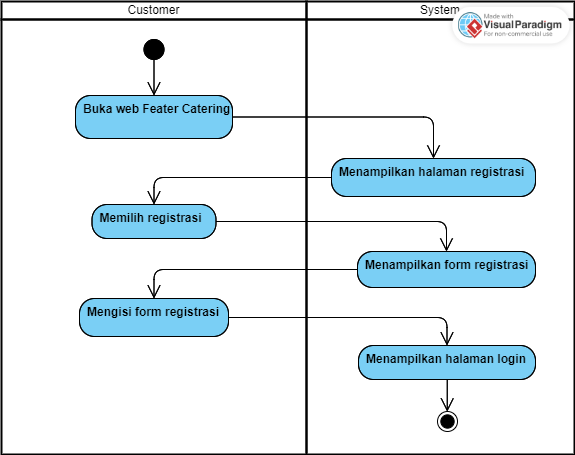 Customer
System
Made with
Visual Paradigm
For non-commercial use
Buka web Feater Catering
Menampilkan halaman registrasi
Memilih registrasi
Menampilkan form registrasi
Mengisi form registrasi
Menampilkan halaman login